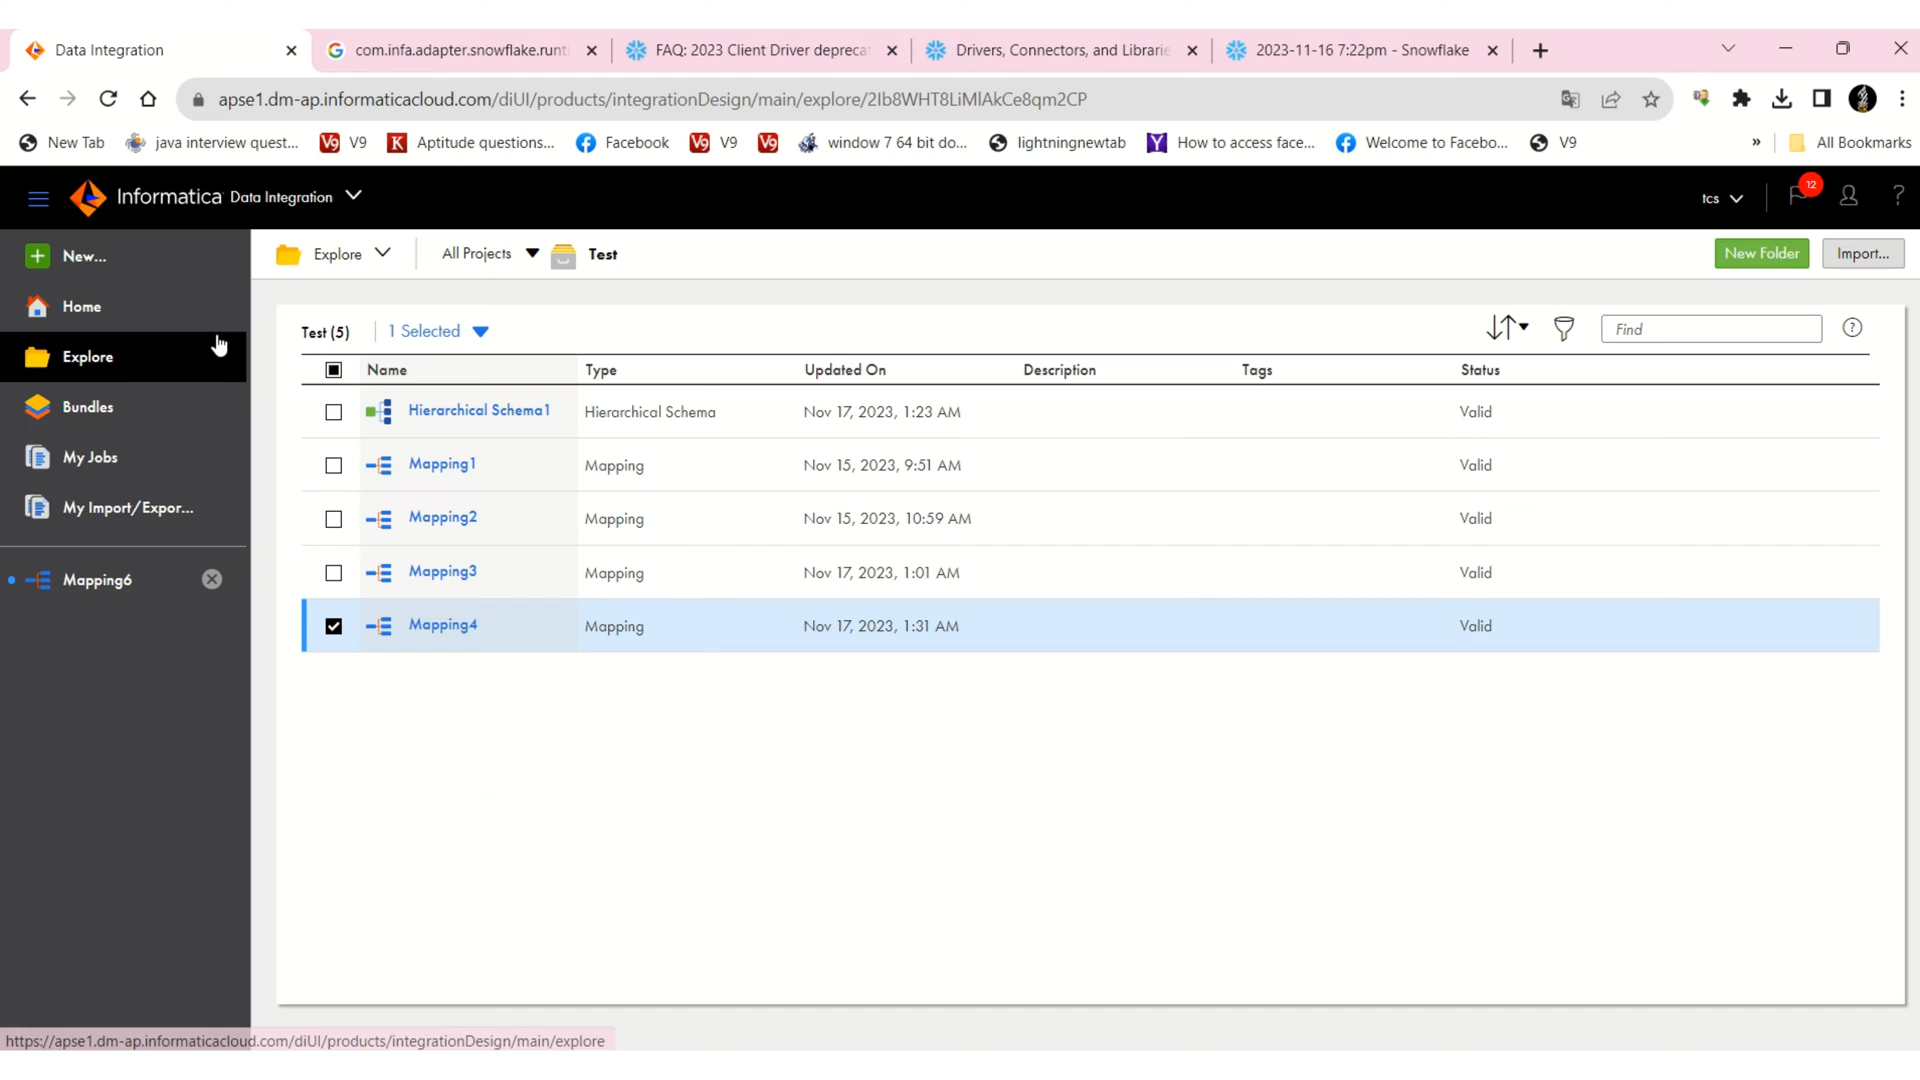 Data Integration
com.infa.adapter.snowflake.runti
FAQ: 2023 Client Driver depreca
Drivers, Connectors, and Librarie
2023-11-16 7:22pm - Snowflake
apse1.dm-ap.informaticacloud.com/diUI/products/integrationDesign/main/explore/2Ib8WHT8LiMlAkCe8qm2CP
New Tab
java interview quest...
V9
Aptitude questions...
Facebook
V9
window 7 64 bit do...
lightningnewtab
How to access face...
Welcome to Facebo...
V9
»
All Bookmarks
Informatica Data Integration
tcs
12
?
New...
Home
Explore
Bundles
My Jobs
My Import/Expor...
Mapping6
Explore
All Projects
Test
New Folder
Import...
Test (5)
1 Selected
Find
Name Type Updated On Description Tags Status
Hierarchical Schema1 Hierarchical Schema Nov 17, 2023, 1:23 AM Valid
Mapping1 Mapping Nov 15, 2023, 9:51 AM Valid
Mapping2 Mapping Nov 15, 2023, 10:59 AM Valid
Mapping3 Mapping Nov 17, 2023, 1:01 AM Valid
Mapping4 Mapping Nov 17, 2023, 1:31 AM Valid
https://apse1.dm-ap.informaticacloud.com/diUI/products/integrationDesign/main/explore